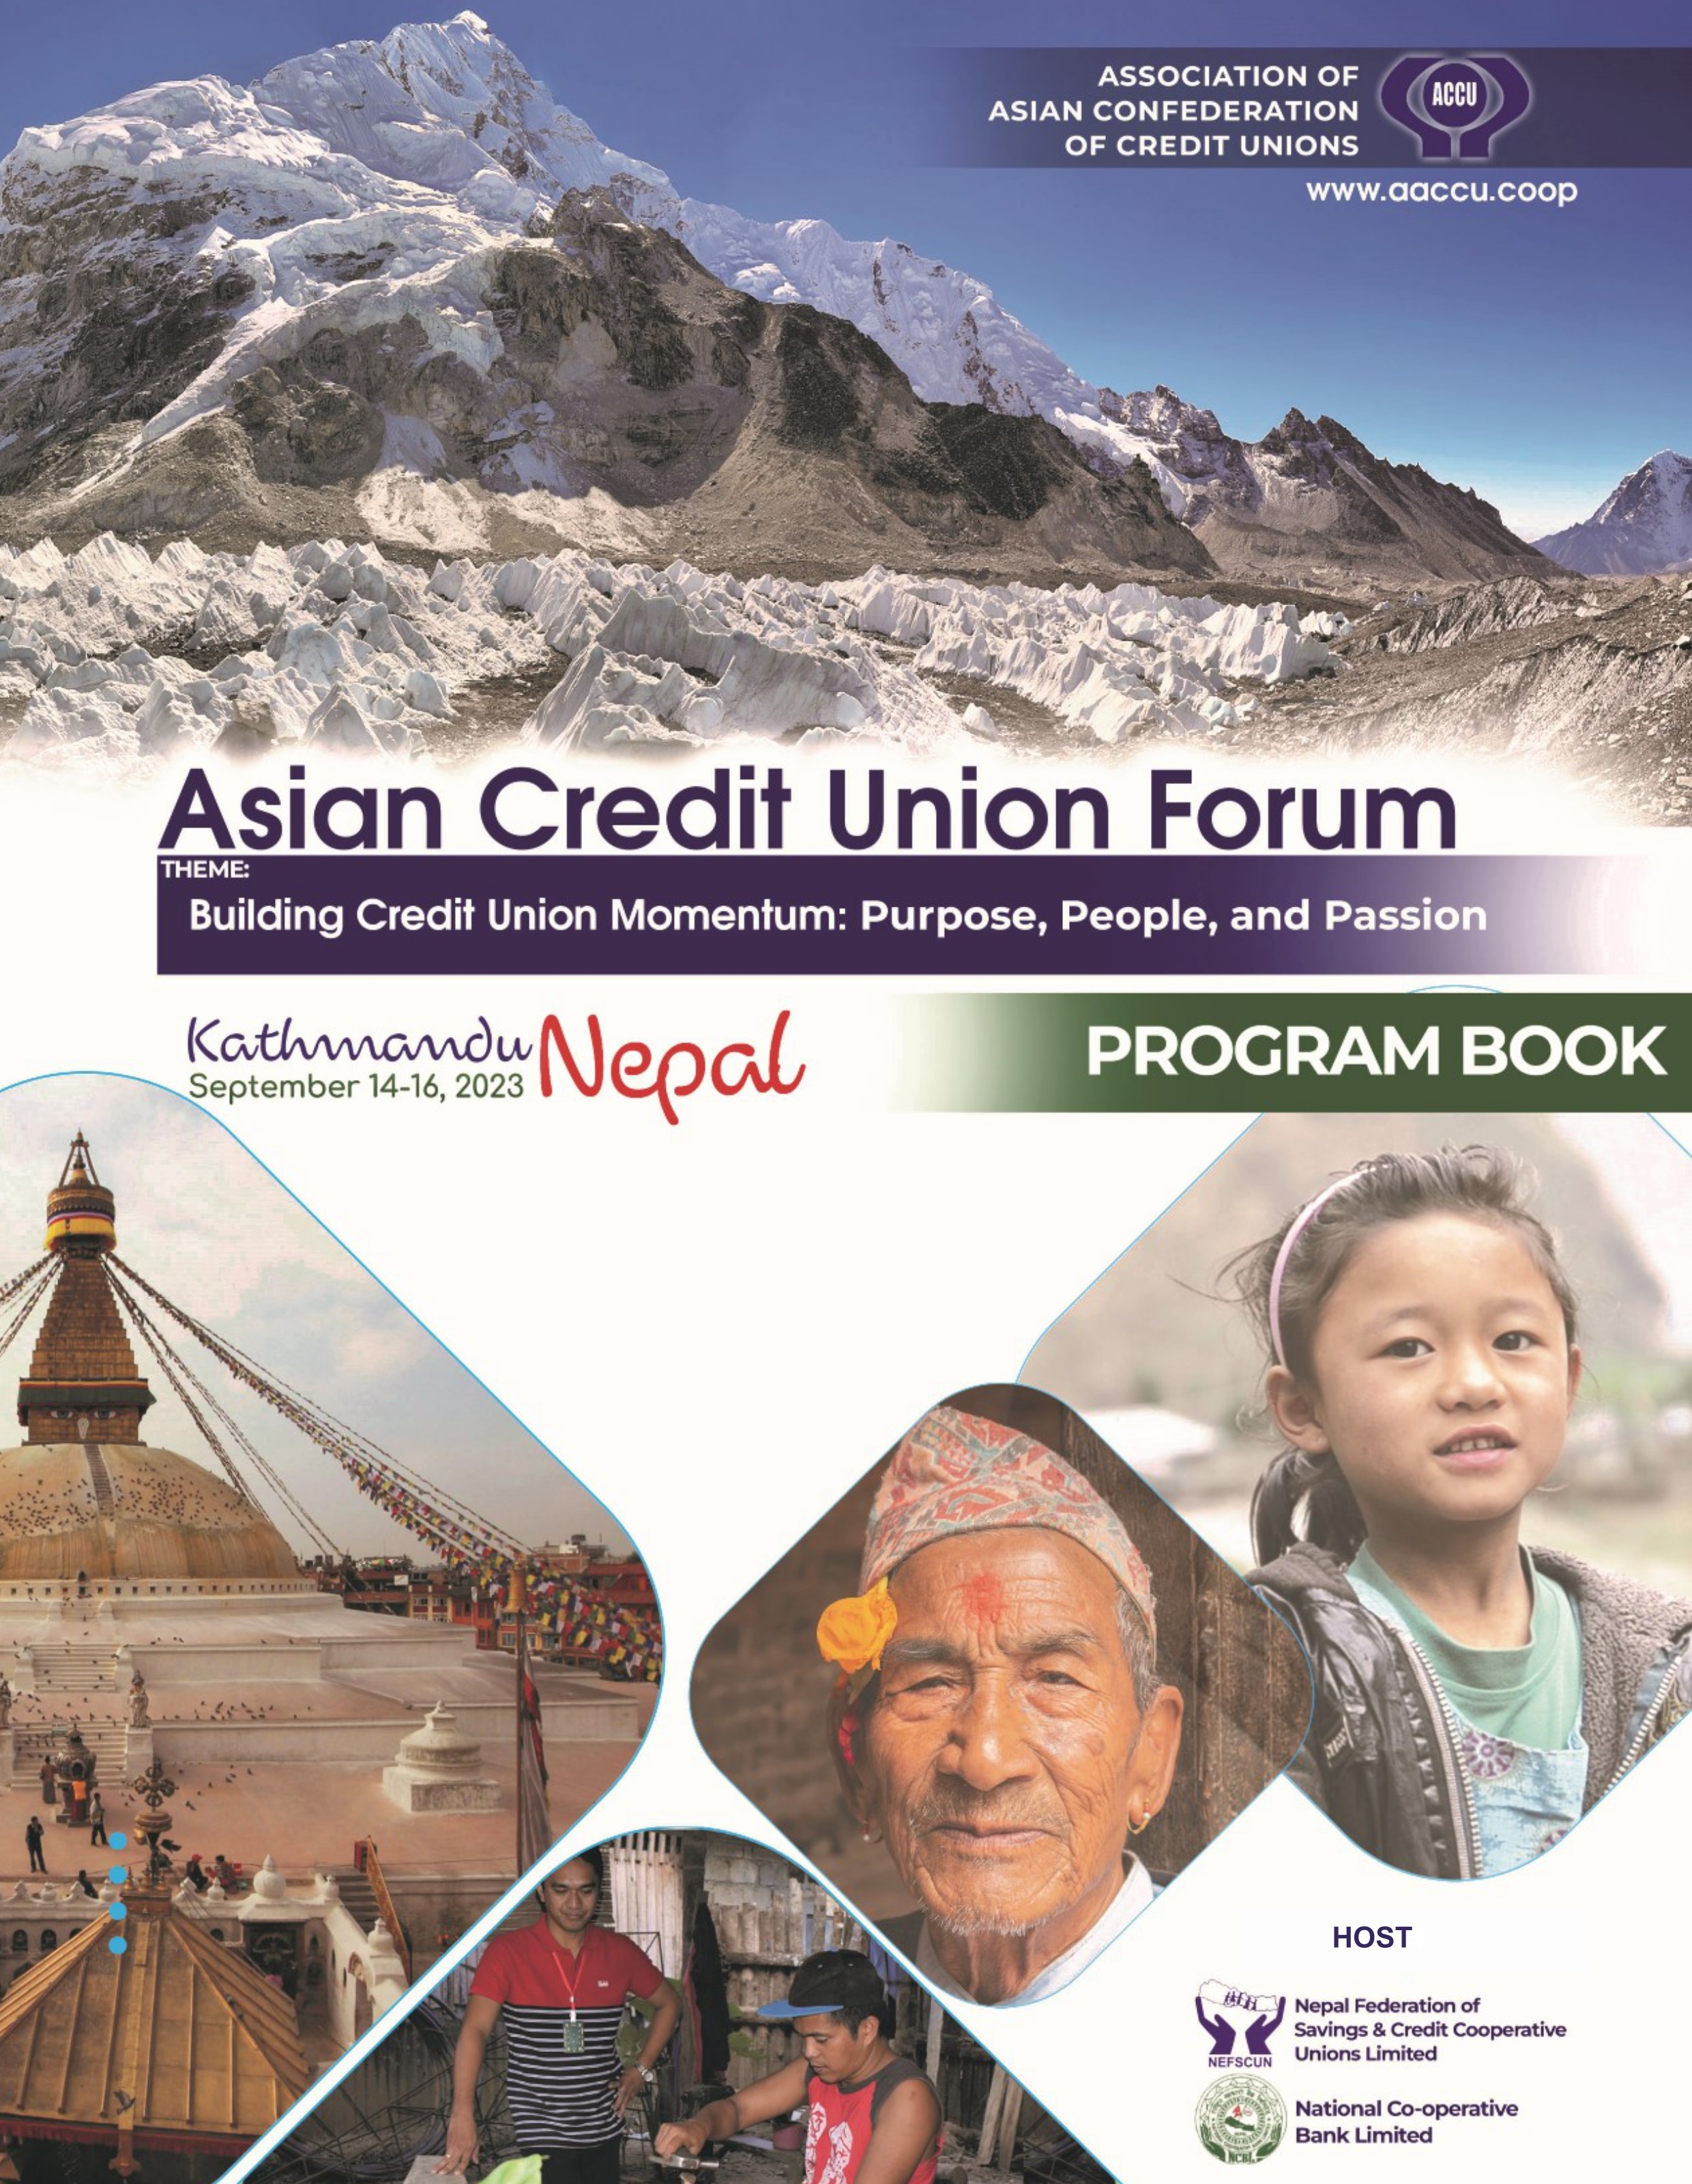 ASSOCIATION OF
ASIAN CONFEDERATION
OF CREDIT UNIONS
ACCU
www.aaccu.coop
Asian Credit Union Forum
THEME:
Building Credit Union Momentum: Purpose, People, and Passion
Kathmandu Nepal
September 14-16, 2023
PROGRAM BOOK
HOST
NEFSCUN
Nepal Federation of
Savings & Credit Cooperative
Unions Limited
NCBL
National Co-operative
Bank Limited